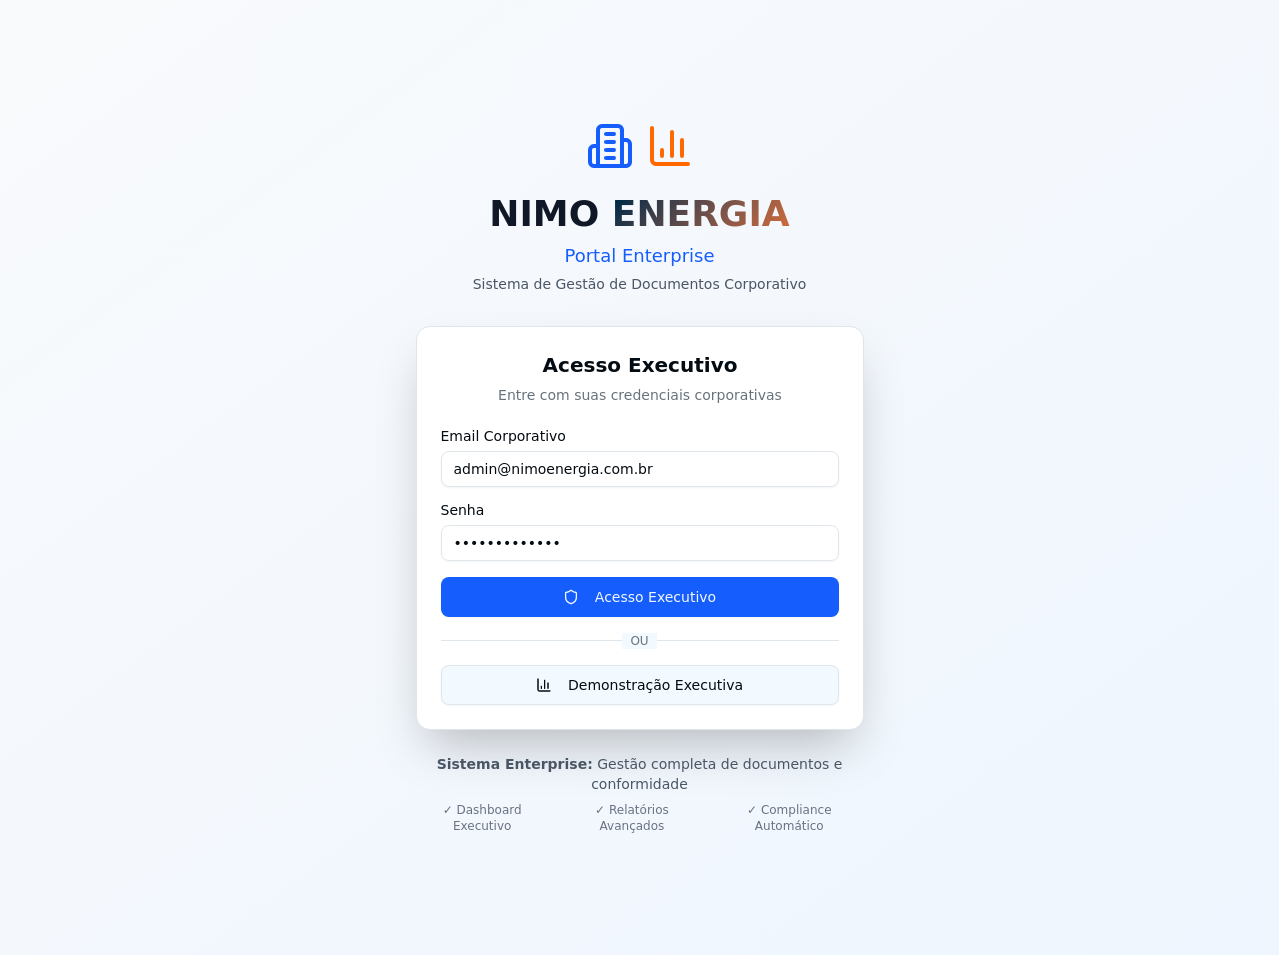 NIMO ENERGIA
Portal Enterprise
Sistema de Gestão de Documentos Corporativo
Acesso Executivo
Entre com suas credenciais corporativas
Email Corporativo
admin@nimoenergia.com.br
Senha
•••••••••••••
Acesso Executivo
OU
Demonstração Executiva
Sistema Enterprise: Gestão completa de documentos e
conformidade
✓ Dashboard
Executivo
✓ Relatórios
Avançados
✓ Compliance
Automático